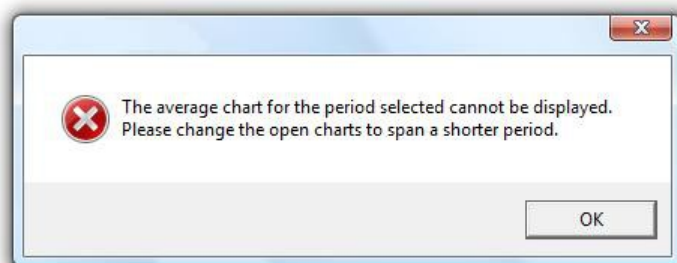 The average chart for the period selected cannot be displayed.
Please change the open charts to span a shorter period.
OK